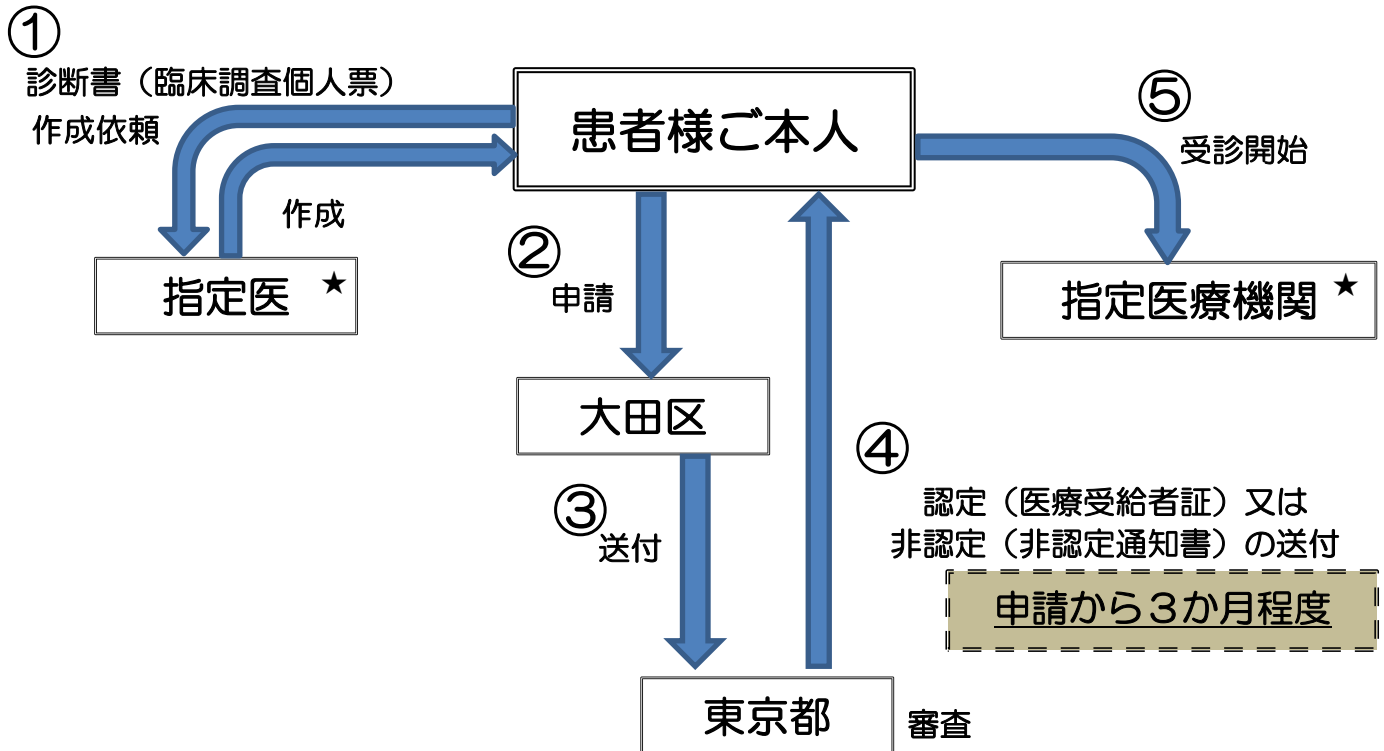 ①
診断書（臨床調査個人票）
作成依頼
患者様ご本人
⑤
受診開始
作成
指定医 ★
②
申請
指定医療機関 ★
大田区
③
送付
④
認定（医療受給者証）又は
非認定（非認定通知書）の送付
申請から３か月程度
東京都
審査